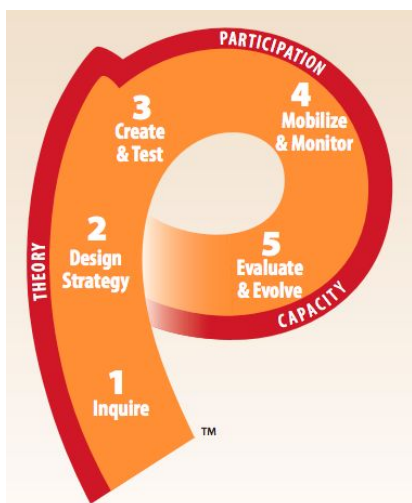 PARTICIPATION
3
Create
& Test
4
Mobilize
& Monitor
2
Design
Strategy
5
Evaluate
& Evolve
THEORY
CAPACITY
1
Inquire
TM